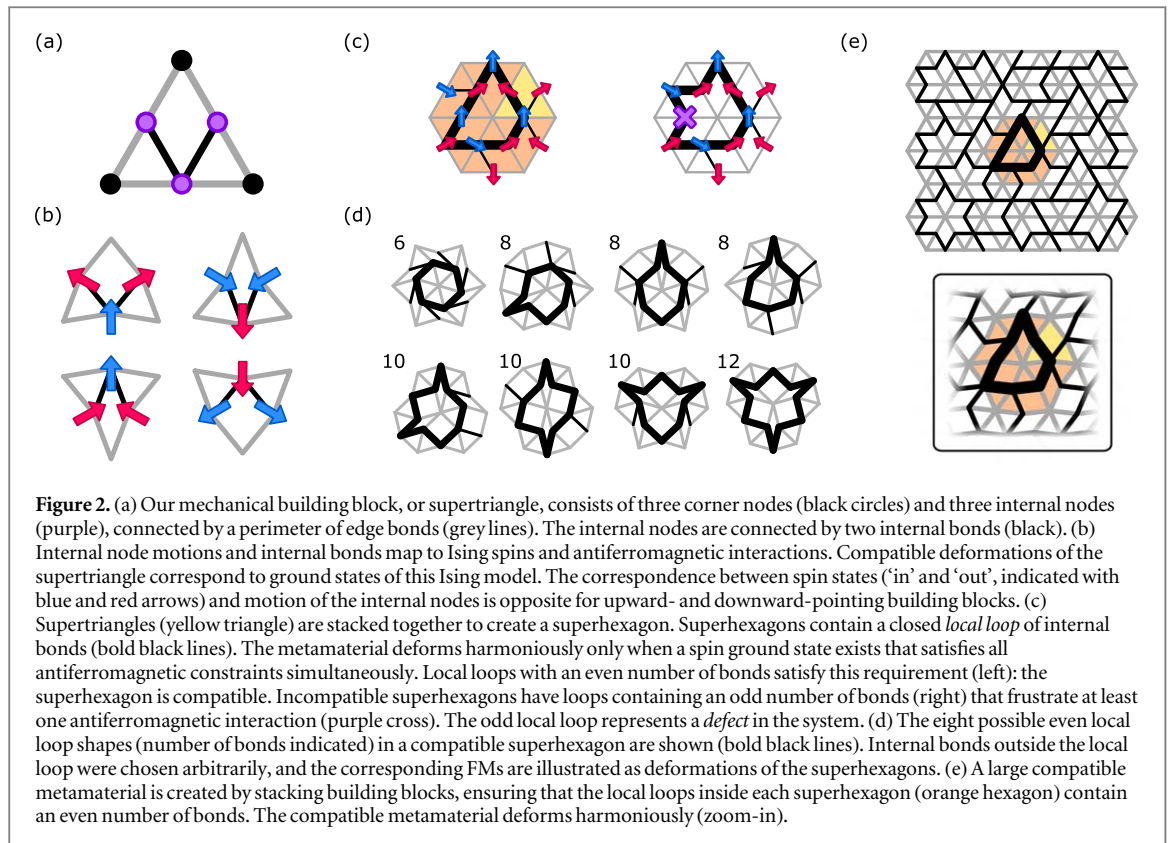 (a)
(c)
(e)
(b)
(d)
6
8
8
8
10
10
10
12
Figure 2. (a) Our mechanical building block, or supertriangle, consists of three corner nodes (black circles) and three internal nodes
(purple), connected by a perimeter of edge bonds (grey lines). The internal nodes are connected by two internal bonds (black). (b)
Internal node motions and internal bonds map to Ising spins and antiferromagnetic interactions. Compatible deformations of the
supertriangle correspond to ground states of this Ising model. The correspondence between spin states (‘in’ and ‘out’, indicated with
blue and red arrows) and motion of the internal nodes is opposite for upward- and downward-pointing building blocks. (c)
Supertriangles (yellow triangle) are stacked together to create a superhexagon. Superhexagons contain a closed local loop of internal
bonds (bold black lines). The metamaterial deforms harmoniously only when a spin ground state exists that satisfies all
antiferromagnetic constraints simultaneously. Local loops with an even number of bonds satisfy this requirement (left): the
superhexagon is compatible. Incompatible superhexagons have loops containing an odd number of bonds (right) that frustrate at least
one antiferromagnetic interaction (purple cross). The odd local loop represents a defect in the system. (d) The eight possible even local
loop shapes (number of bonds indicated) in a compatible superhexagon are shown (bold black lines). Internal bonds outside the local
loop were chosen arbitrarily, and the corresponding FMs are illustrated as deformations of the superhexagons. (e) A large compatible
metamaterial is created by stacking building blocks, ensuring that the local loops inside each superhexagon (orange hexagon) contain
an even number of bonds. The compatible metamaterial deforms harmoniously (zoom-in).